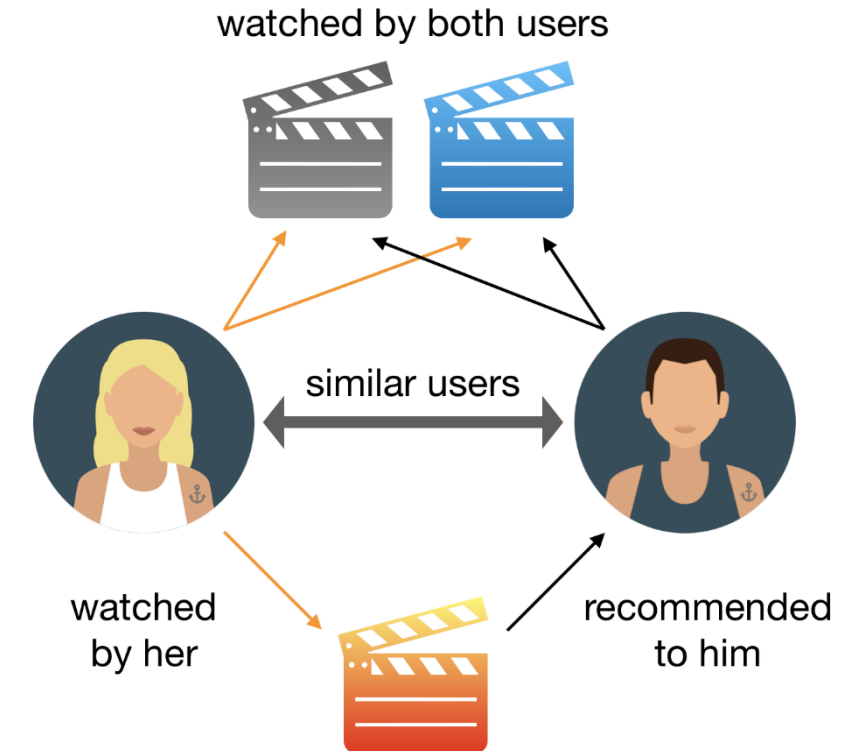 watched by both users
similar users
watched
by her
recommended
to him